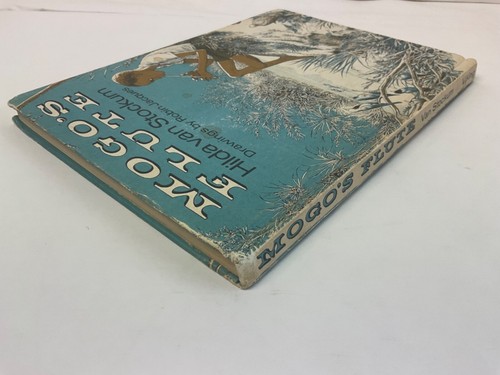 MOGO'S
FLUTE
Hilda van Stockum
Drawings by Robin Jacques
MOGO'S FLUTE Van Stockum